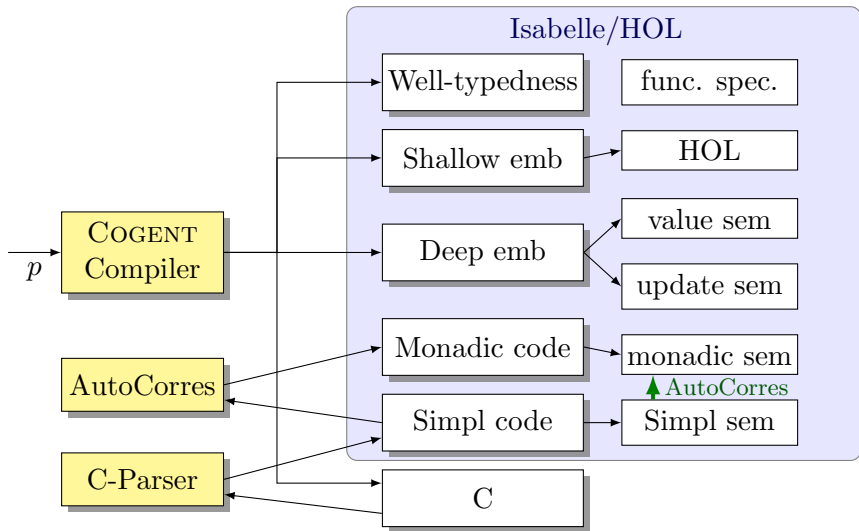 Isabelle/HOL
Well-typedness
func. spec.
Shallow emb
HOL
COGENT
Compiler
p
Deep emb
value sem
update sem
AutoCorres
Monadic code
monadic sem
AutoCorres
Simpl code
Simpl sem
C-Parser
C